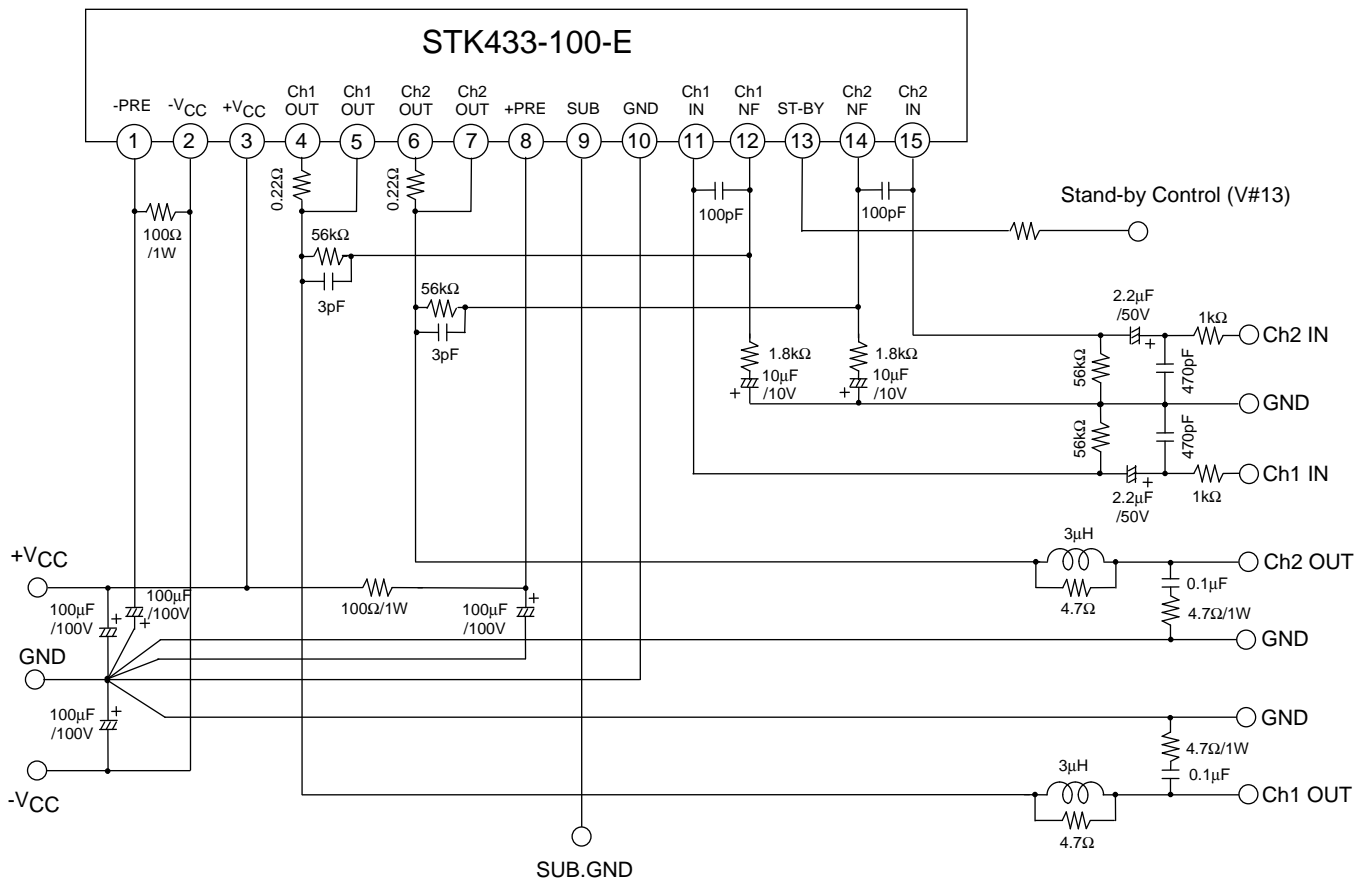 STK433-100-E
-PRE
-VCC
+VCC
Ch1
OUT
Ch1
OUT
Ch2
OUT
Ch2
OUT
+PRE
SUB
GND
Ch1
IN
Ch1
NF
ST-BY
Ch2
NF
Ch2
IN
1
2
3
4
5
6
7
8
9
10
11
12
13
14
15
0.22Ω
0.22Ω
100pF
100pF
Stand-by Control (V#13)
100Ω
/1W
56kΩ
3pF
56kΩ
3pF
2.2µF
/50V
+
1kΩ
Ch2 IN
1.8kΩ
10µF
/10V
+
1.8kΩ
10µF
/10V
+
56kΩ
470pF
GND
56kΩ
470pF
Ch1 IN
2.2µF
/50V
+
1kΩ
3µH
4.7Ω
Ch2 OUT
0.1µF
4.7Ω/1W
GND
+VCC
100µF
/100V
+
100µF
/100V
+
100Ω/1W
100µF
/100V
+
GND
100µF
/100V
+
-VCC
GND
4.7Ω/1W
0.1µF
3µH
4.7Ω
Ch1 OUT
SUB.GND